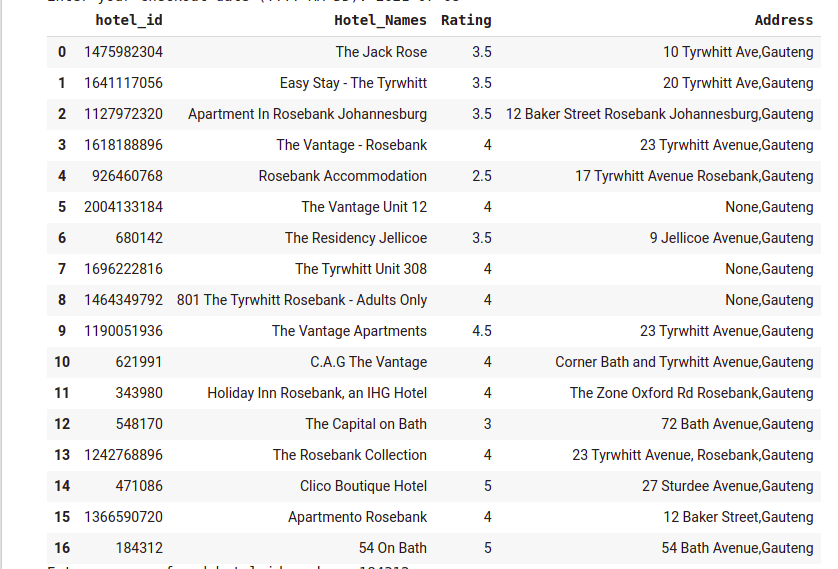 hotel_id Hotel_Names Rating Address
0 1475982304 The Jack Rose 3.5 10 Tyrwhitt Ave,Gauteng
1 1641117056 Easy Stay - The Tyrwhitt 3.5 20 Tyrwhitt Ave,Gauteng
2 1127972320 Apartment In Rosebank Johannesburg 3.5 12 Baker Street Rosebank Johannesburg,Gauteng
3 1618188896 The Vantage - Rosebank 4 23 Tyrwhitt Avenue,Gauteng
4 926460768 Rosebank Accommodation 2.5 17 Tyrwhitt Avenue Rosebank,Gauteng
5 2004133184 The Vantage Unit 12 4 None,Gauteng
6 680142 The Residency Jellicoe 3.5 9 Jellicoe Avenue,Gauteng
7 1696222816 The Tyrwhitt Unit 308 4 None,Gauteng
8 1464349792 801 The Tyrwhitt Rosebank - Adults Only 4 None,Gauteng
9 1190051936 The Vantage Apartments 4.5 23 Tyrwhitt Avenue,Gauteng
10 621991 C.A.G The Vantage 4 Corner Bath and Tyrwhitt Avenue,Gauteng
11 343980 Holiday Inn Rosebank, an IHG Hotel 4 The Zone Oxford Rd Rosebank,Gauteng
12 548170 The Capital on Bath 3 72 Bath Avenue,Gauteng
13 1242768896 The Rosebank Collection 4 23 Tyrwhitt Avenue, Rosebank,Gauteng
14 471086 Clico Boutique Hotel 5 27 Sturdee Avenue,Gauteng
15 1366590720 Apartmento Rosebank 4 12 Baker Street,Gauteng
16 184312 54 On Bath 5 54 Bath Avenue,Gauteng